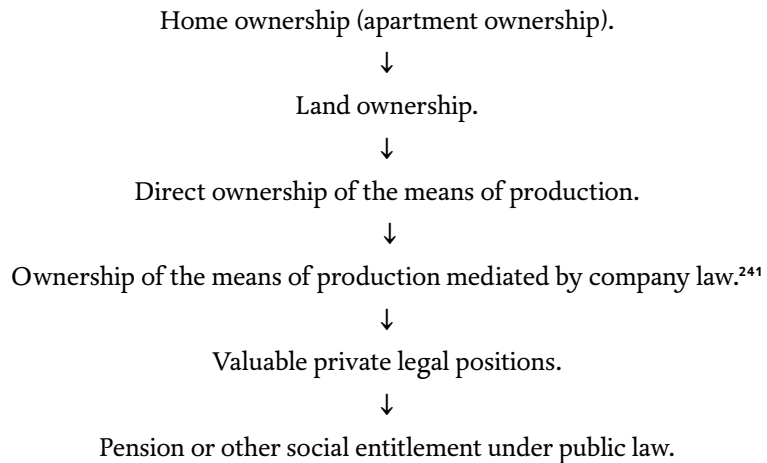 Home ownership (apartment ownership).
↓
Land ownership.
↓
Direct ownership of the means of production.
↓
Ownership of the means of production mediated by company law.²⁴¹
↓
Valuable private legal positions.
↓
Pension or other social entitlement under public law.